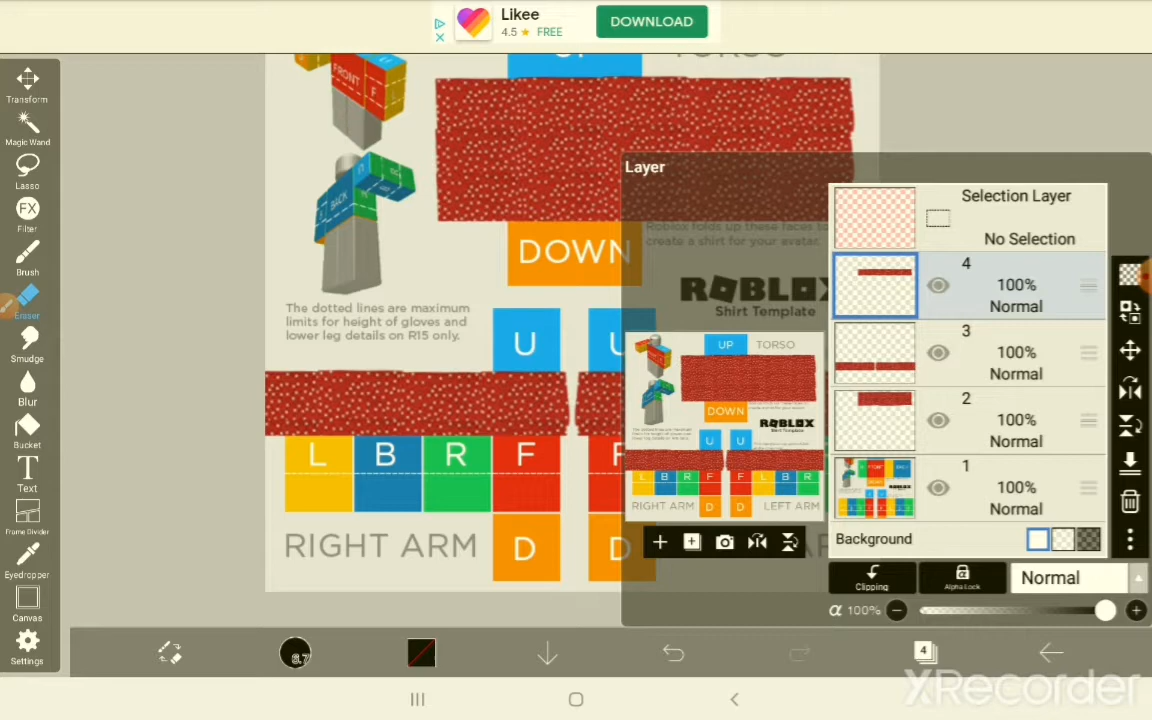 Likee
4.5 ★ FREE
DOWNLOAD
Transform
Magic Wand
Lasso
FX
Filter
Brush
Eraser
Smudge
Blur
Bucket
T
Text
Frame Divider
Eyedropper
Canvas
Settings
FRONT
F
L
BACK
TORSO
DOWN
Roblox folds up these faces to
create a shirt for your avatar.
ROBLOX
Shirt Template
The dotted lines are maximum
limits for height of gloves and
lower leg details on R15 only.
U
U
L B R F F
RIGHT ARM D D
Layer
UP TORSO
DOWN
ROBLOX
Shirt Template
U U
L B R F F L B R
RIGHT ARM D D LEFT ARM
Selection Layer
No Selection
4
100%
Normal
3
100%
Normal
2
100%
Normal
1
100%
Normal
Background
Clipping
Alpha Lock
Normal
α 100%
8.7
4
XRecorder